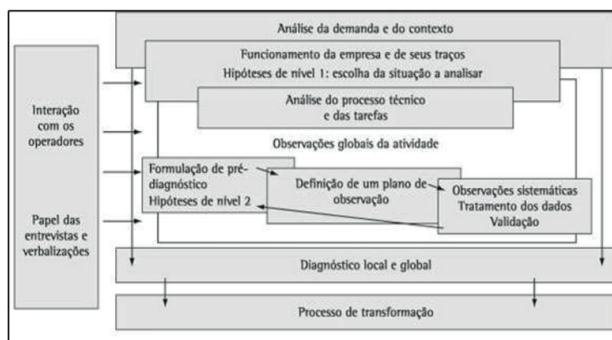 Análise da demanda e do contexto
Funcionamento da empresa e de seus traços
Hipóteses de nível 1: escolha da situação a analisar
Análise do processo técnico
e das tarefas
Interação
com os
operadores
Papel das
entrevistas e
verbalizações
Observações globais da atividade
Formulação de pré-
diagnóstico
Hipóteses de nível 2
Definição de um plano de
observação
Observações sistemáticas
Tratamento dos dados
Validação
Diagnóstico local e global
Processo de transformação